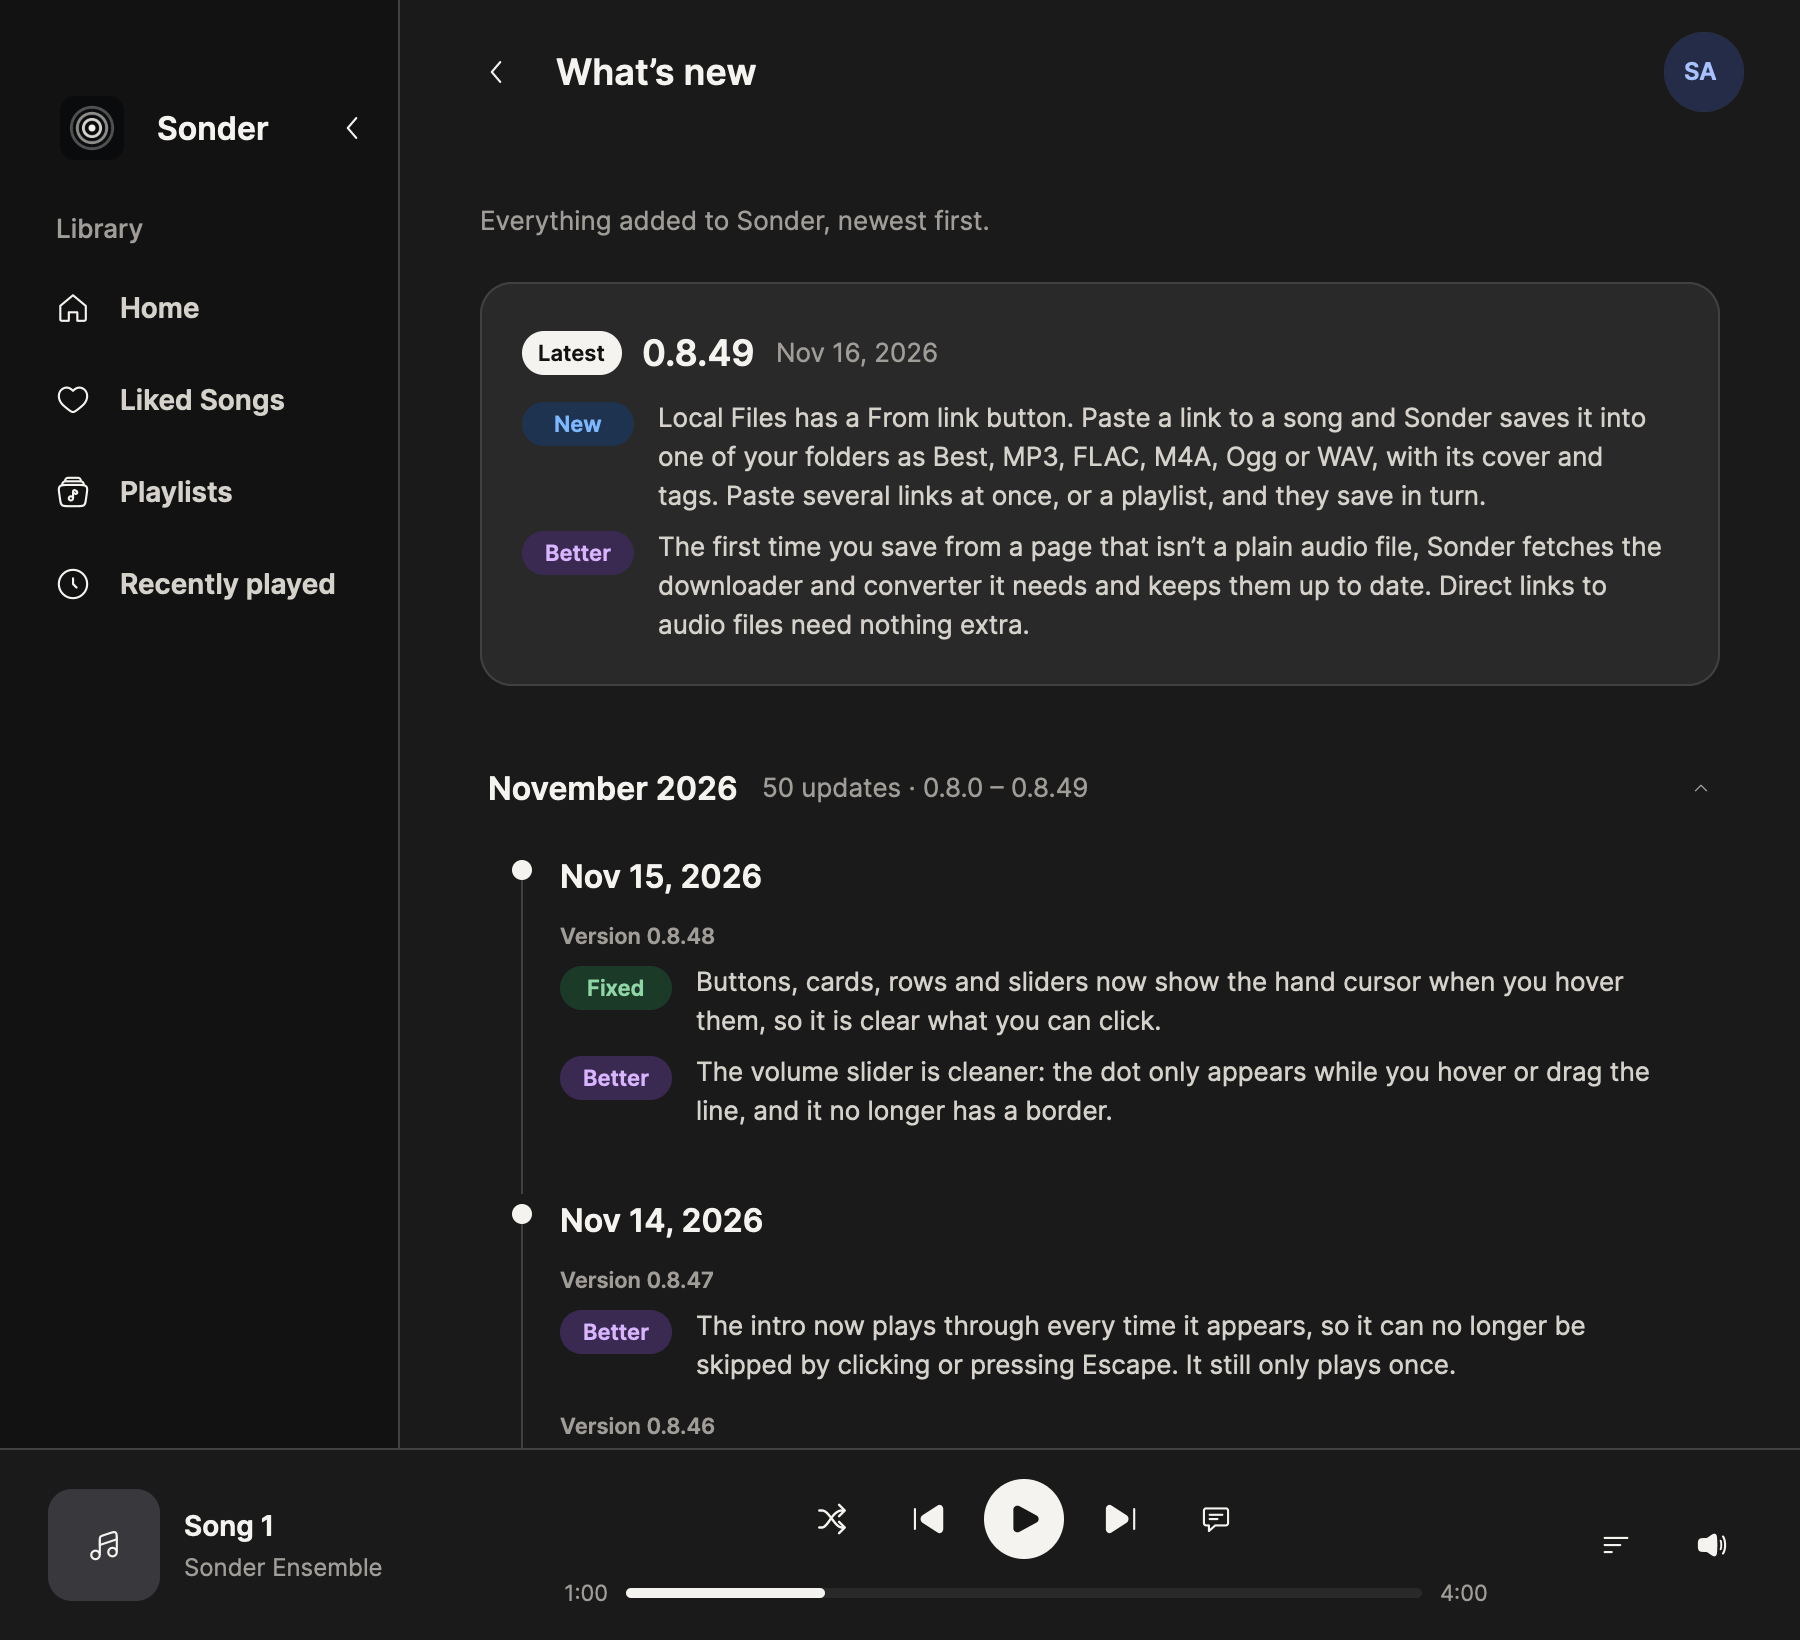 Sonder
Library
Home
Liked Songs
Playlists
Recently played
What’s new
SA
Everything added to Sonder, newest first.
Latest 0.8.49 Nov 16, 2026
New
Local Files has a From link button. Paste a link to a song and Sonder saves it into
one of your folders as Best, MP3, FLAC, M4A, Ogg or WAV, with its cover and
tags. Paste several links at once, or a playlist, and they save in turn.
Better
The first time you save from a page that isn’t a plain audio file, Sonder fetches the
downloader and converter it needs and keeps them up to date. Direct links to
audio files need nothing extra.
November 2026 50 updates · 0.8.0 – 0.8.49
Nov 15, 2026
Version 0.8.48
Fixed
Buttons, cards, rows and sliders now show the hand cursor when you hover
them, so it is clear what you can click.
Better
The volume slider is cleaner: the dot only appears while you hover or drag the
line, and it no longer has a border.
Nov 14, 2026
Version 0.8.47
Better
The intro now plays through every time it appears, so it can no longer be
skipped by clicking or pressing Escape. It still only plays once.
Version 0.8.46
Song 1
Sonder Ensemble
1:00
4:00